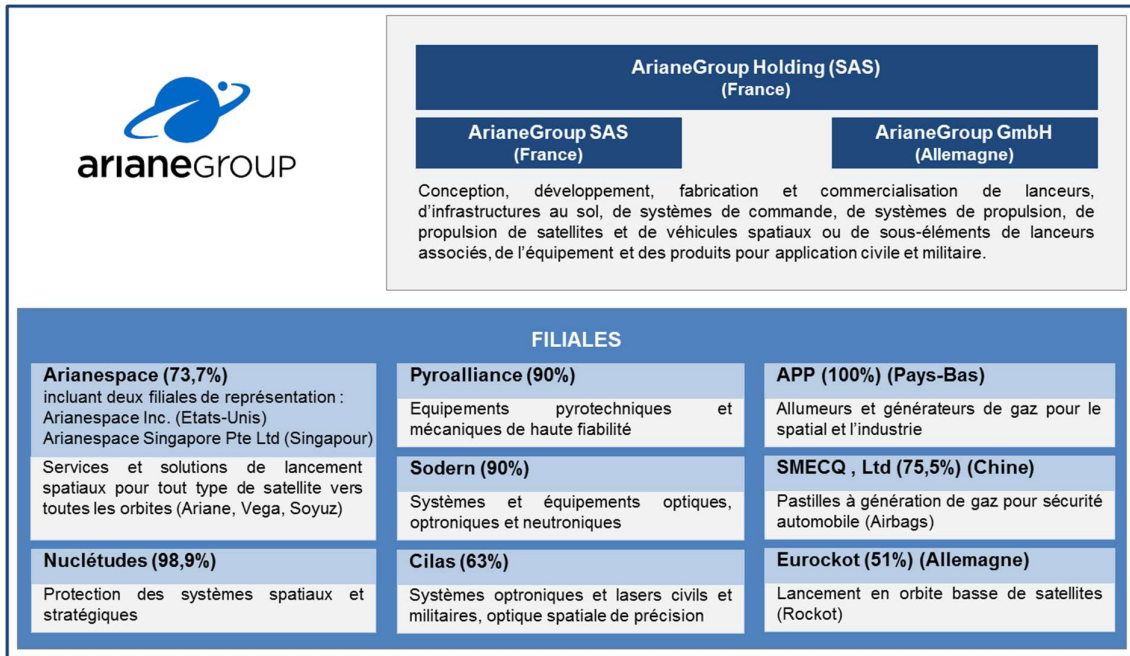 arianeGROUP
ArianeGroup Holding (SAS)
(France)
ArianeGroup SAS
(France)
ArianeGroup GmbH
(Allemagne)
Conception, développement, fabrication et commercialisation de lanceurs,
d’infrastructures au sol, de systèmes de commande, de systèmes de propulsion, de
propulsion de satellites et de véhicules spatiaux ou de sous-éléments de lanceurs
associés, de l’équipement et des produits pour application civile et militaire.
FILIALES
Arianespace (73,7%)
incluant deux filiales de représentation :
Arianespace Inc. (Etats-Unis)
Arianespace Singapore Pte Ltd (Singapour)
Services et solutions de lancement
spatiaux pour tout type de satellite vers
toutes les orbites (Ariane, Vega, Soyuz)
Nuclétudes (98,9%)
Protection des systèmes spatiaux et
stratégiques
Pyroalliance (90%)
Equipements pyrotechniques et
mécaniques de haute fiabilité
Sodern (90%)
Systèmes et équipements optiques,
optroniques et neutroniques
Cilas (63%)
Systèmes optroniques et lasers civils et
militaires, optique spatiale de précision
APP (100%) (Pays-Bas)
Allumeurs et générateurs de gaz pour le
spatial et l’industrie
SMECQ , Ltd (75,5%) (Chine)
Pastilles à génération de gaz pour sécurité
automobile (Airbags)
Eurockot (51%) (Allemagne)
Lancement en orbite basse de satellites
(Rockot)